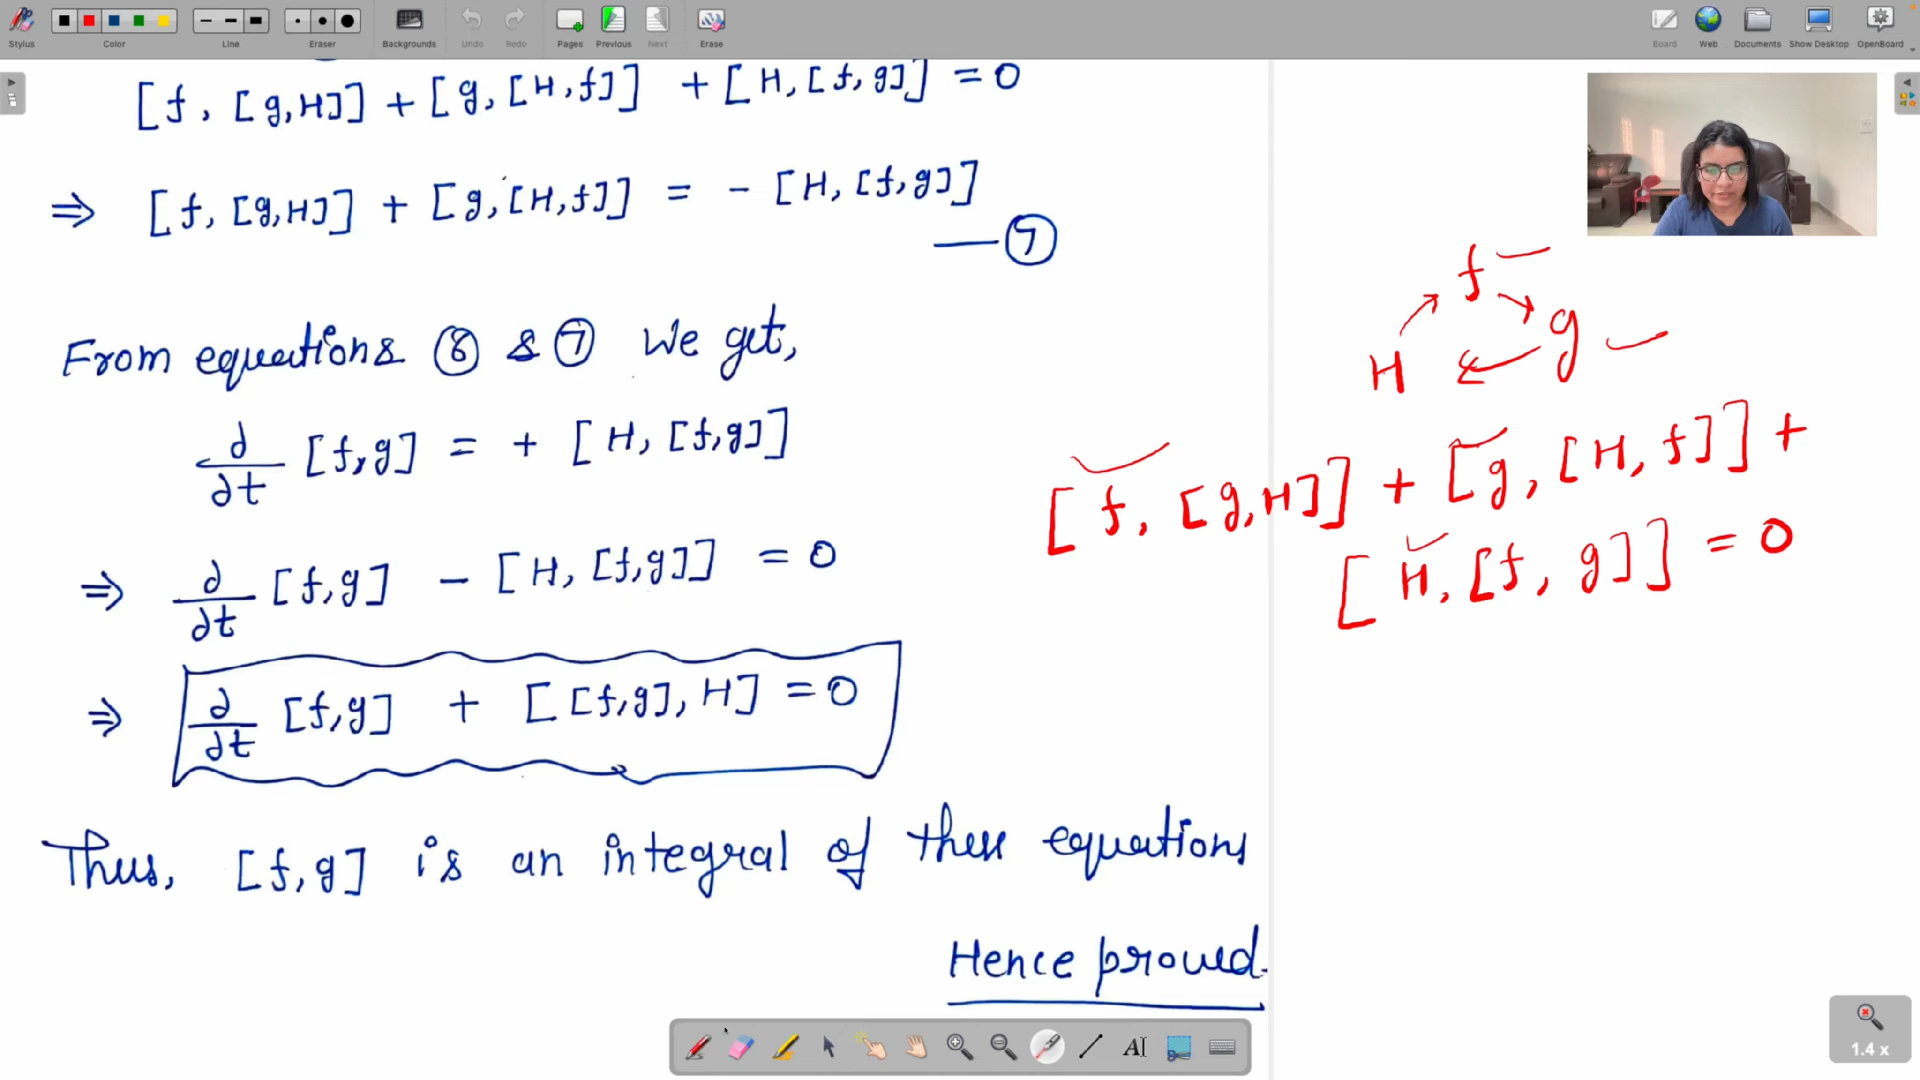 Stylus Color Line Eraser Backgrounds Undo Redo Pages Previous Next Erase Board Web Documents Show Desktop OpenBoard
[f, [g,H]] + [g, [H,f]] + [H, [f,g]] = 0
⇒ [f, [g,H]] + [g, [H,f]] = - [H, [f,g]]
— ⑦
From equations ⑥ & ⑦ we get,
∂/∂t [f,g] = + [H, [f,g]]
⇒ ∂/∂t [f,g] - [H, [f,g]] = 0
⇒ ∂/∂t [f,g] + [[f,g], H] = 0
Thus, [f,g] is an integral of these equations
Hence proved.
f
g
H
[f, [g,H]] + [g, [H,f]] +
[H, [f, g]] = 0
1.4 x